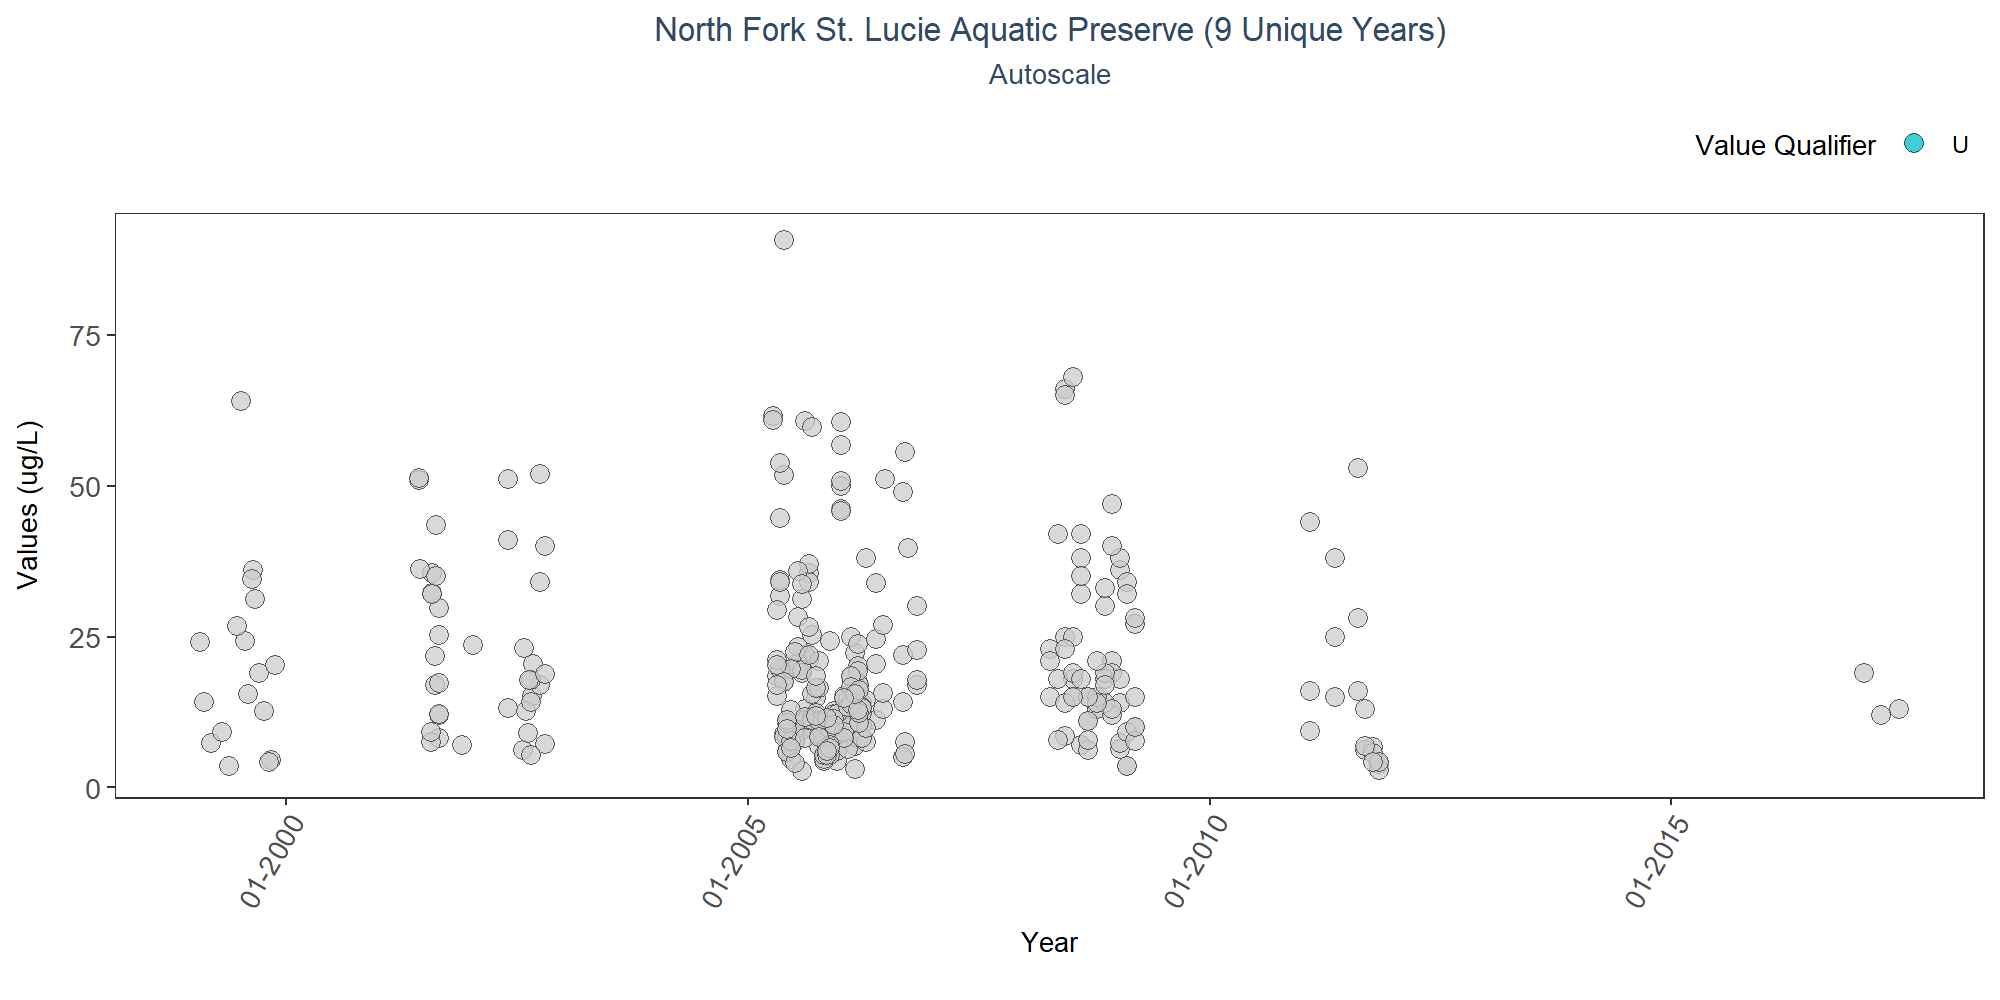 North Fork St. Lucie Aquatic Preserve (9 Unique Years)
Autoscale
Value Qualifier U
75
50
25
0
Values (ug/L)
01-2000
01-2005
01-2010
01-2015
Year